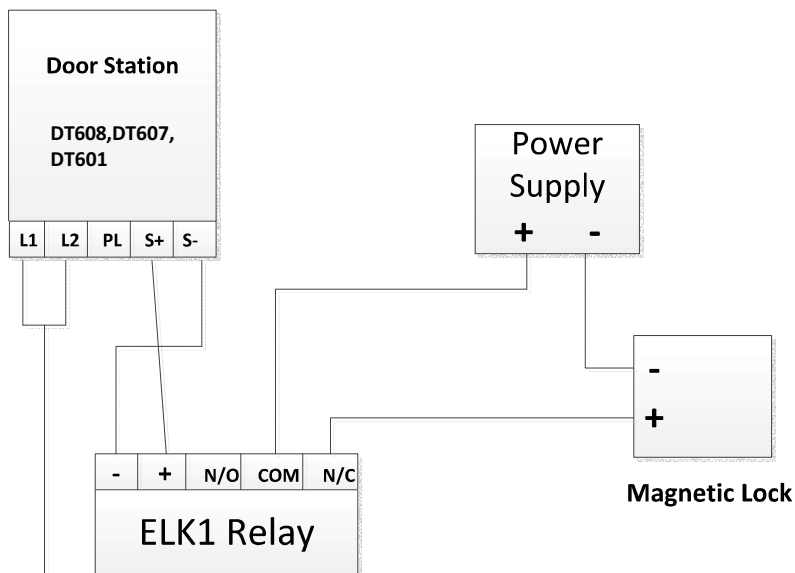 Door Station
DT608,DT607,
DT601
L1 L2 PL S+ S-
Power
Supply
+ -
-
+
Magnetic Lock
- + N/O COM N/C
ELK1 Relay